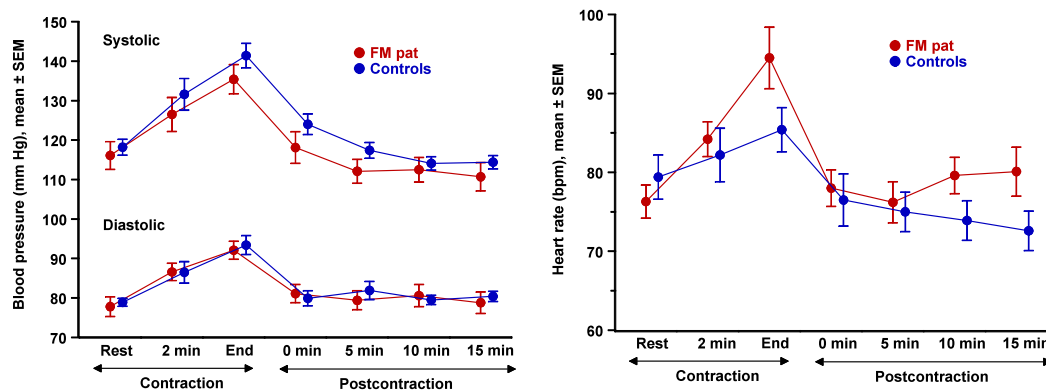 Blood pressure (mm Hg), mean ± SEM
150
140
130
120
110
100
90
80
70
Systolic
FM pat
Controls
Diastolic
Rest 2 min End 0 min 5 min 10 min 15 min
Contraction Postcontraction
Heart rate (bpm), mean ± SEM
100
90
80
70
60
FM pat
Controls
Rest 2 min End 0 min 5 min 10 min 15 min
Contraction Postcontraction